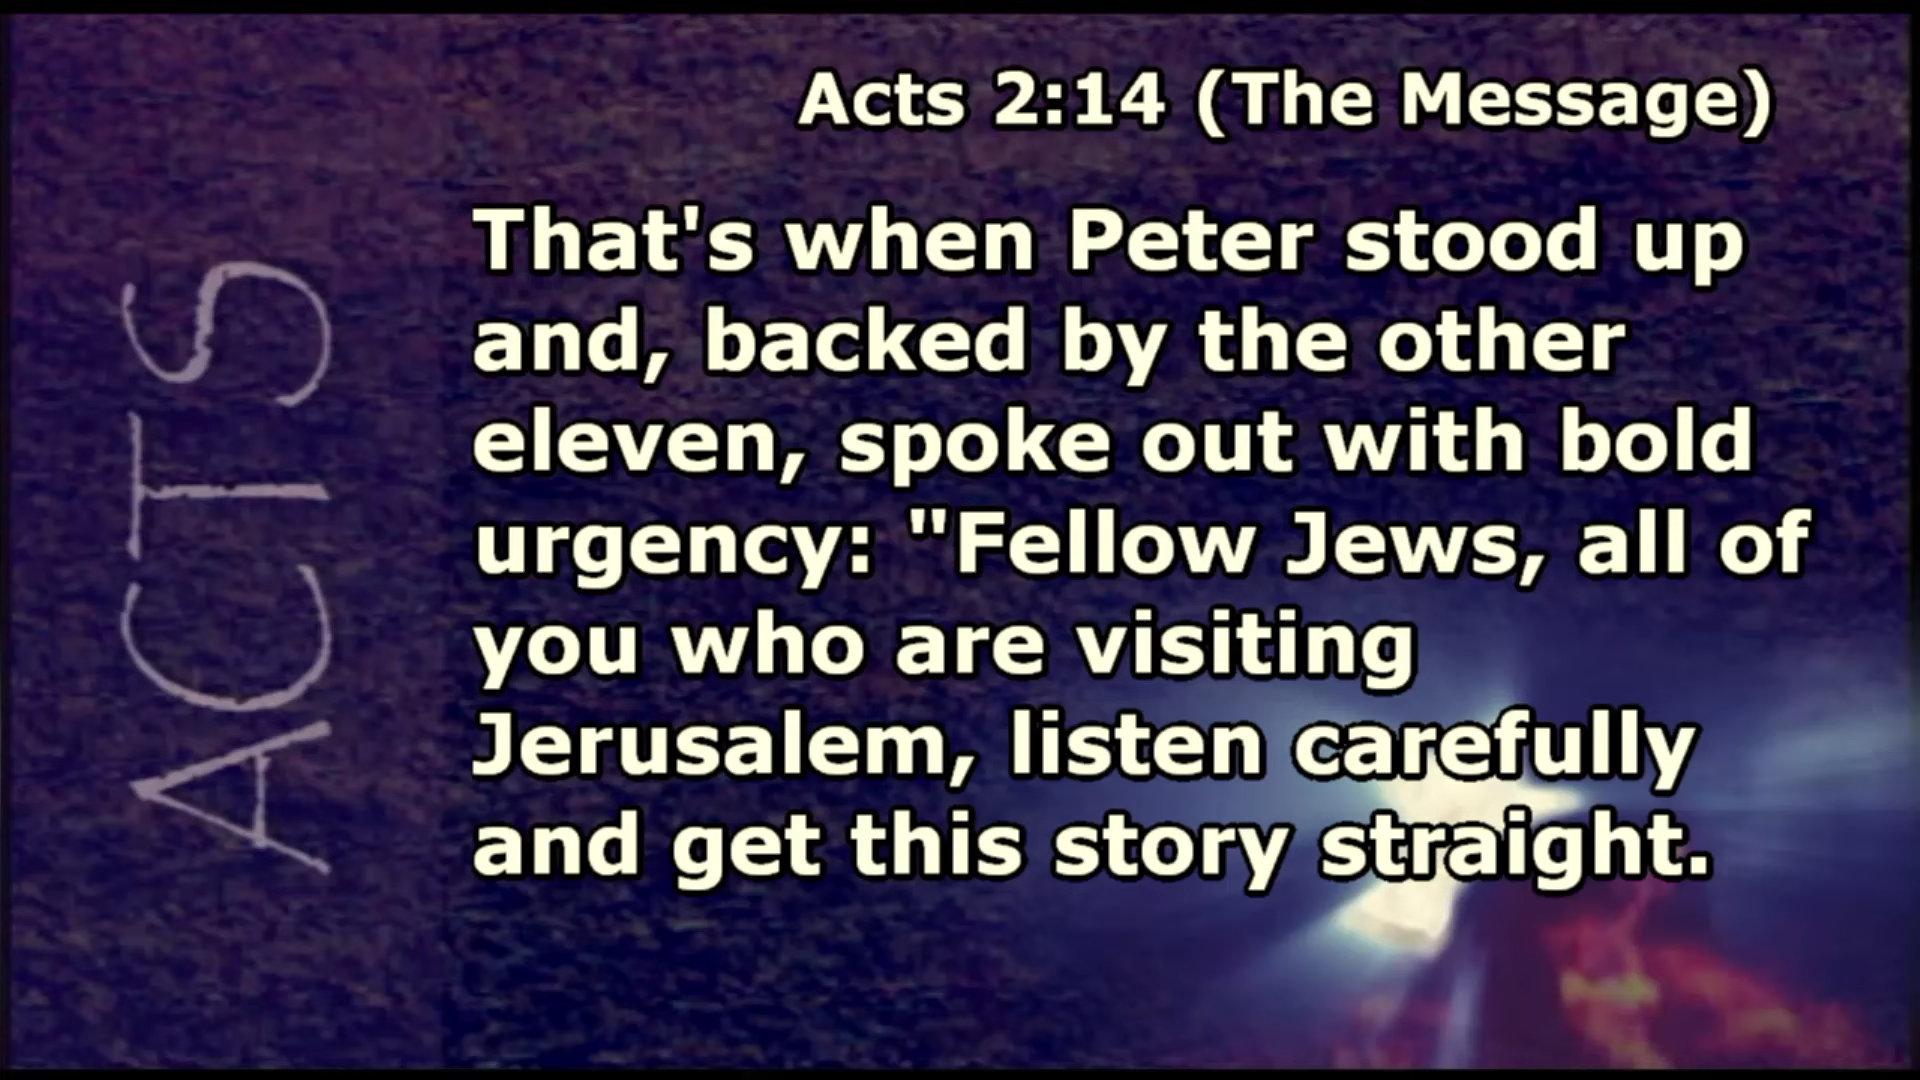 Acts 2:14 (The Message)
That's when Peter stood up
and, backed by the other
eleven, spoke out with bold
urgency: "Fellow Jews, all of
you who are visiting
Jerusalem, listen carefully
and get this story straight.
ACTS